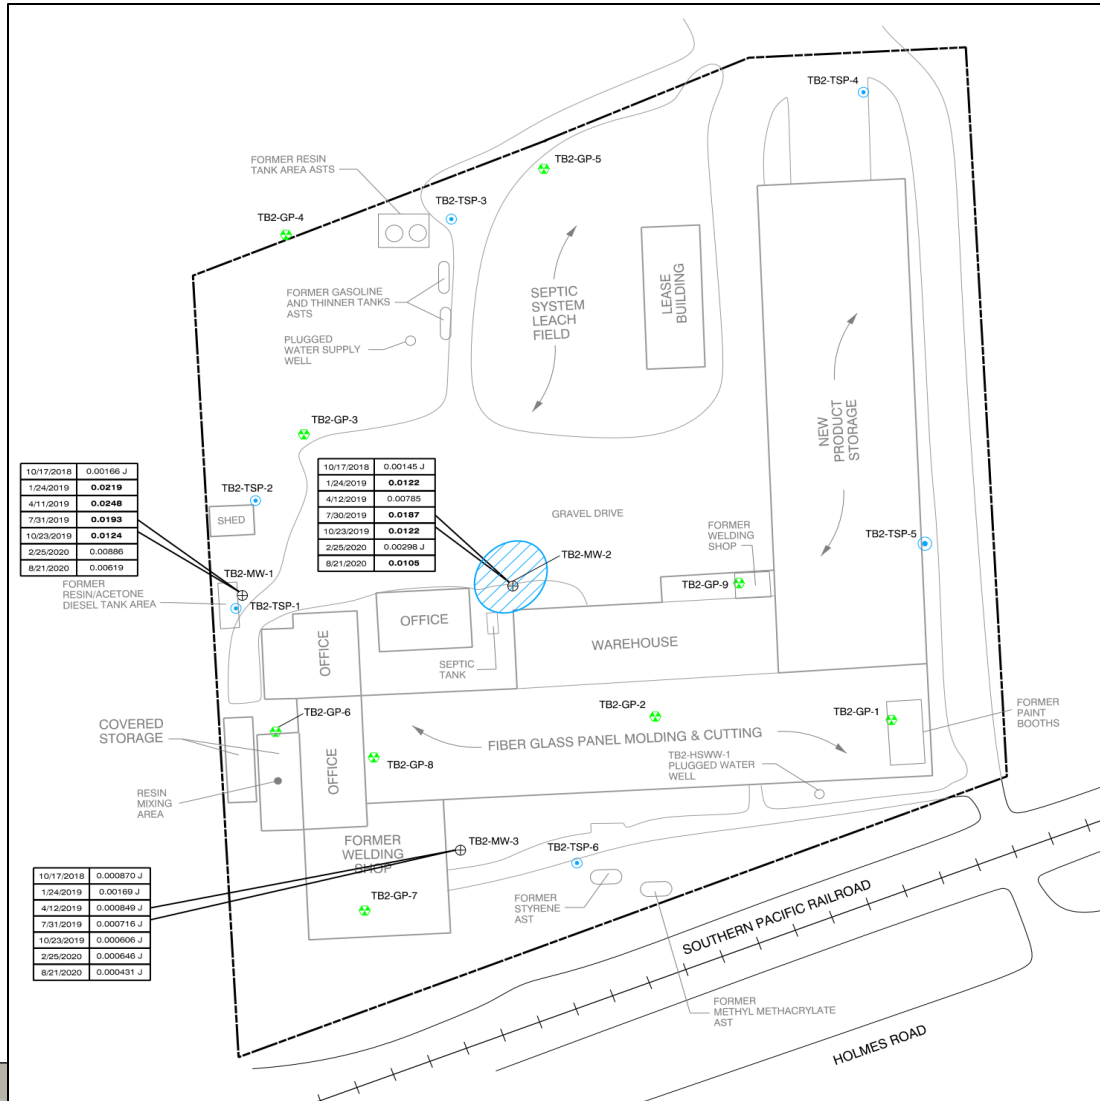 TB2-TSP-4
FORMER RESIN
TANK AREA ASTS
TB2-GP-5
TB2-TSP-3
TB2-GP-4
FORMER GASOLINE
AND THINNER TANKS
ASTS
SEPTIC
SYSTEM
LEACH
FIELD
LEASE
BUILDING
PLUGGED
WATER SUPPLY
WELL
NEW
PRODUCT
STORAGE
TB2-GP-3
10/17/2018 0.00166 J
1/24/2019 0.0219
4/11/2019 0.0248
7/31/2019 0.0193
10/23/2019 0.0124
2/25/2020 0.00886
8/21/2020 0.00619
10/17/2018 0.00145 J
1/24/2019 0.0122
4/12/2019 0.00785
7/30/2019 0.0187
10/23/2019 0.0122
2/25/2020 0.00298 J
8/21/2020 0.0105
TB2-TSP-2
SHED
GRAVEL DRIVE
FORMER
WELDING
SHOP
TB2-TSP-5
TB2-MW-2
TB2-MW-1
TB2-GP-9
FORMER
RESIN/ACETONE
DIESEL TANK AREA
TB2-TSP-1
OFFICE
OFFICE
WAREHOUSE
SEPTIC
TANK
COVERED
STORAGE
TB2-GP-6
TB2-GP-2
TB2-GP-1
FORMER
PAINT
BOOTHS
FIBER GLASS PANEL MOLDING & CUTTING
TB2-HSWW-1
PLUGGED WATER
WELL
OFFICE
TB2-GP-8
RESIN
MIXING
AREA
FORMER
WELDING
SHOP
TB2-MW-3
TB2-TSP-6
10/17/2018 0.000870 J
1/24/2019 0.00169 J
4/12/2019 0.000849 J
7/31/2019 0.000716 J
10/23/2019 0.000606 J
2/25/2020 0.000646 J
8/21/2020 0.000431 J
TB2-GP-7
FORMER
STYRENE
AST
SOUTHERN PACIFIC RAILROAD
FORMER
METHYL METHACRYLATE
AST
HOLMES ROAD